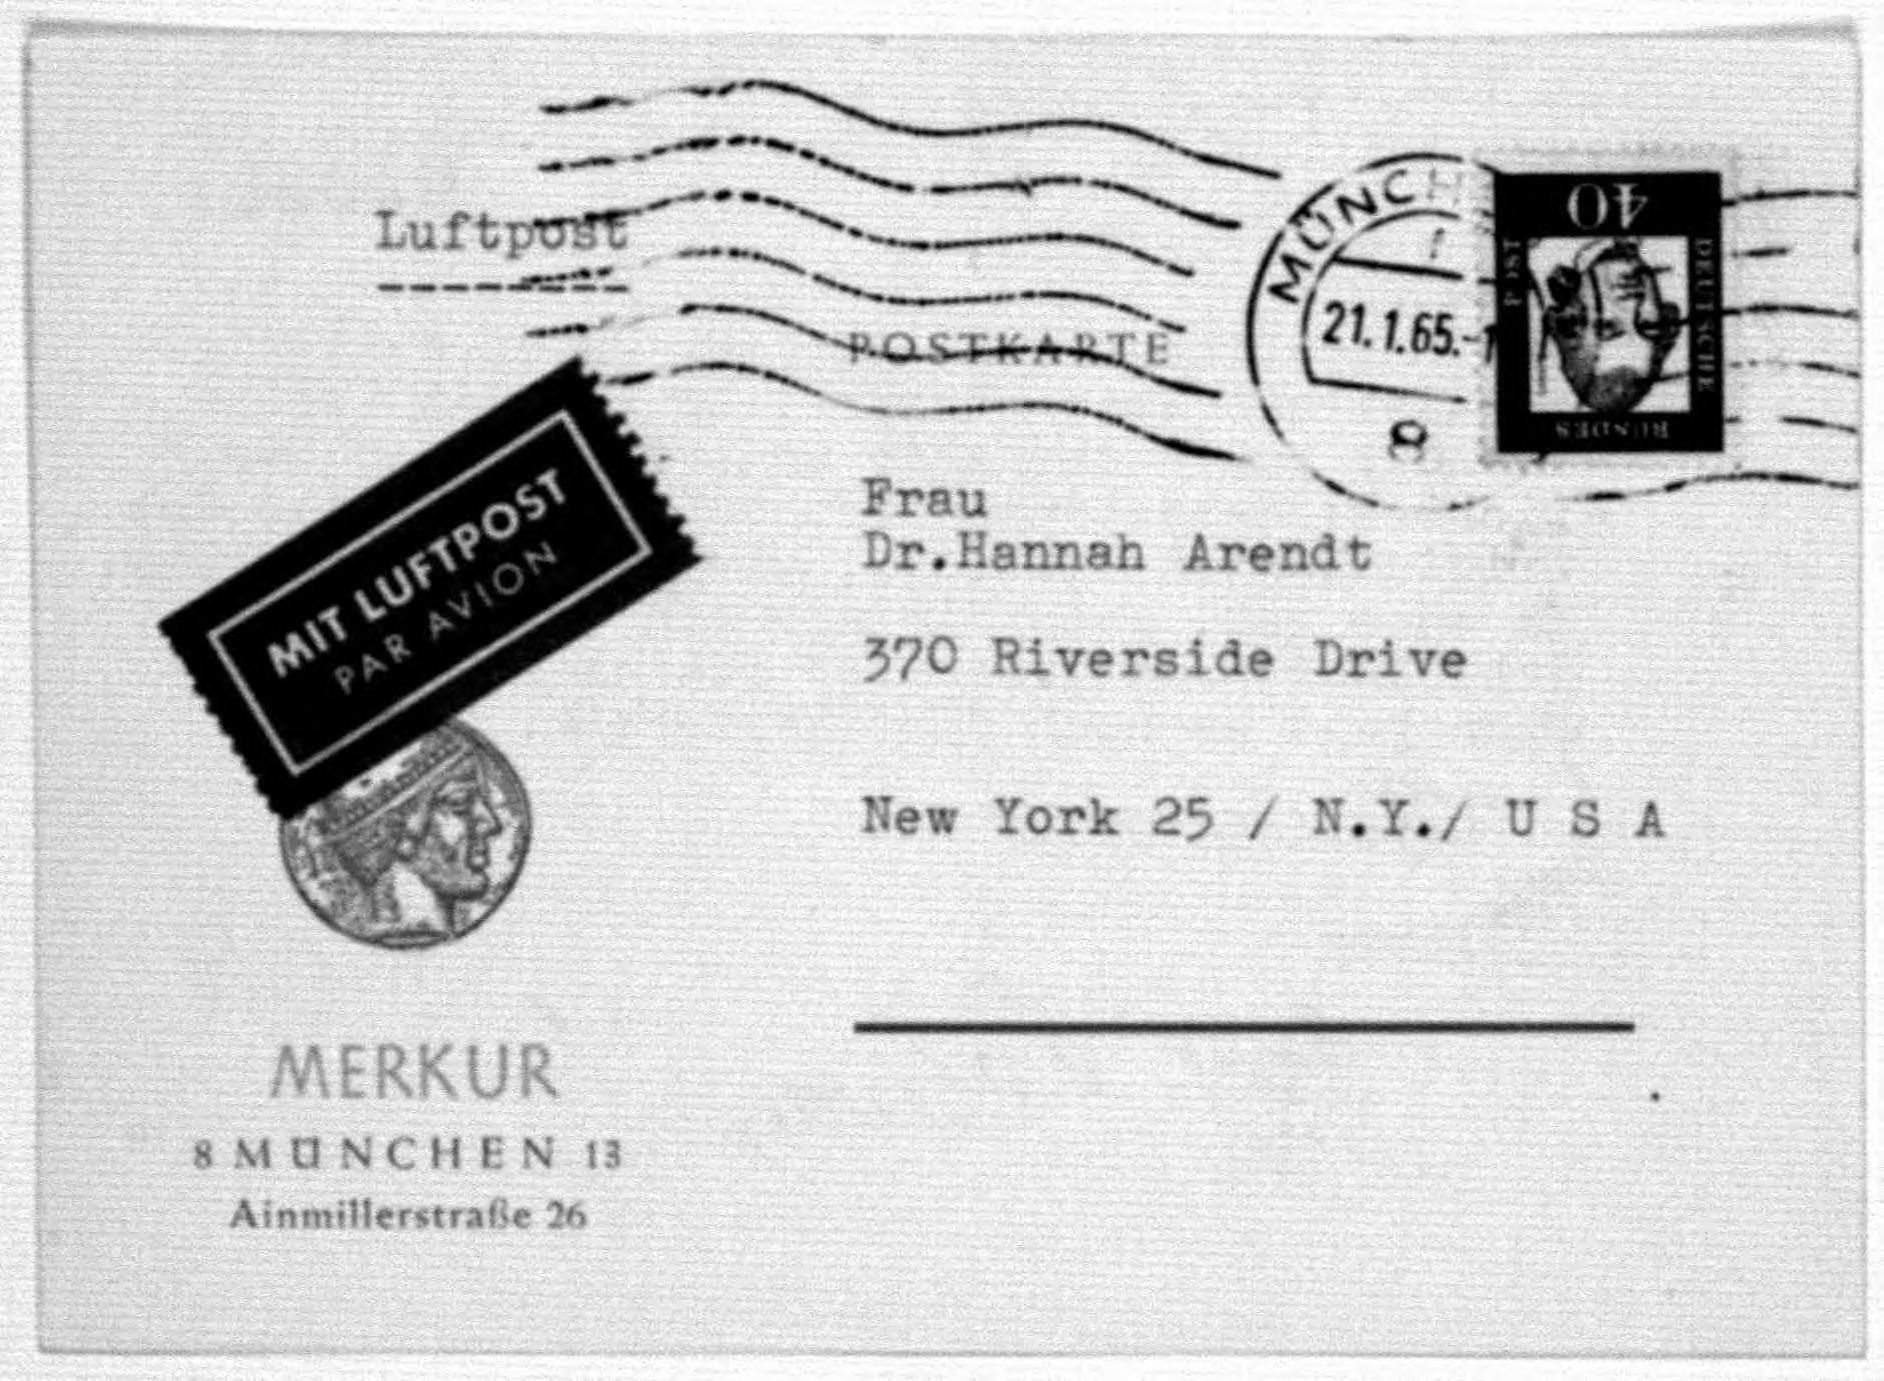 Luftpost
POSTKARTE
MÜNCH
21.1.65.-1
8
40
DEUTSCHE
BUNDES
POST
MIT LUFTPOST
PAR AVION
Frau
Dr.Hannah Arendt
370 Riverside Drive
New York 25 / N.Y./ U S A
MERKUR
8 MÜNCHEN 13
Ainmillerstraße 26